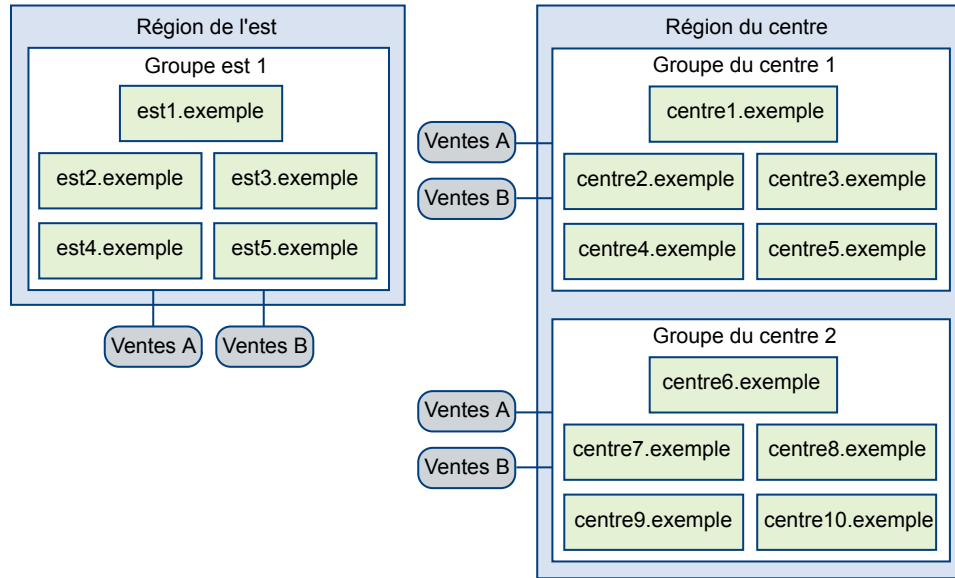 Région de l'est
Groupe est 1
est1.exemple
est2.exemple
est3.exemple
est4.exemple
est5.exemple
Ventes A
Ventes B
Région du centre
Groupe du centre 1
centre1.exemple
centre2.exemple
centre3.exemple
centre4.exemple
centre5.exemple
Ventes A
Ventes B
Groupe du centre 2
centre6.exemple
centre7.exemple
centre8.exemple
centre9.exemple
centre10.exemple
Ventes A
Ventes B